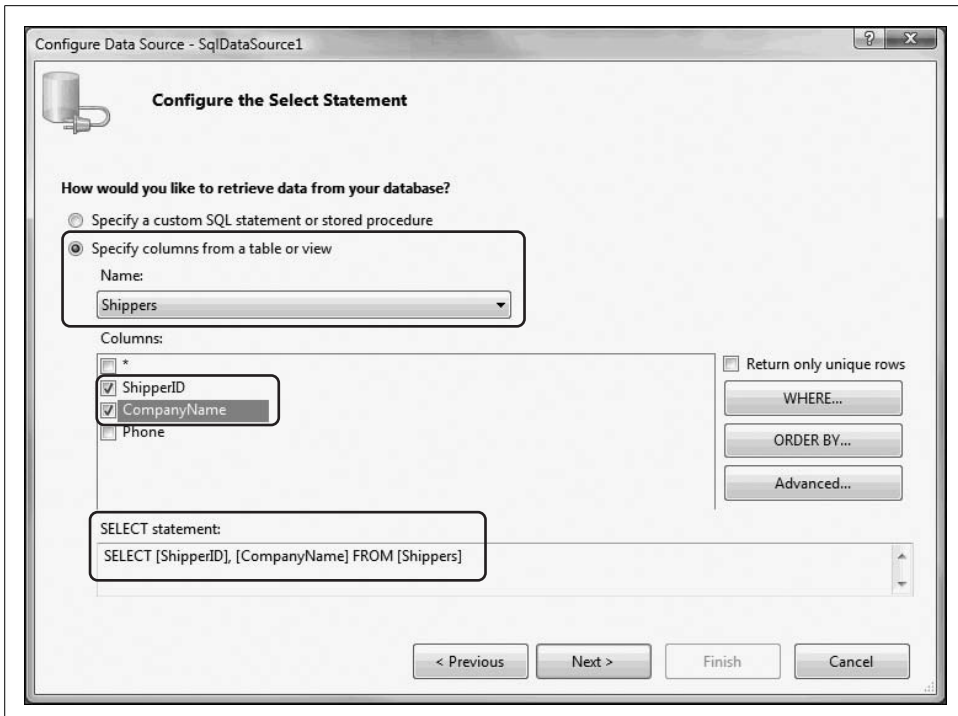 Configure Data Source - SqlDataSource1
Configure the Select Statement
How would you like to retrieve data from your database?
Specify a custom SQL statement or stored procedure
Specify columns from a table or view
Name:
Shippers
Columns:
*
ShipperID
CompanyName
Phone
Return only unique rows
WHERE...
ORDER BY...
Advanced...
SELECT statement:
SELECT [ShipperID], [CompanyName] FROM [Shippers]
< Previous
Next >
Finish
Cancel